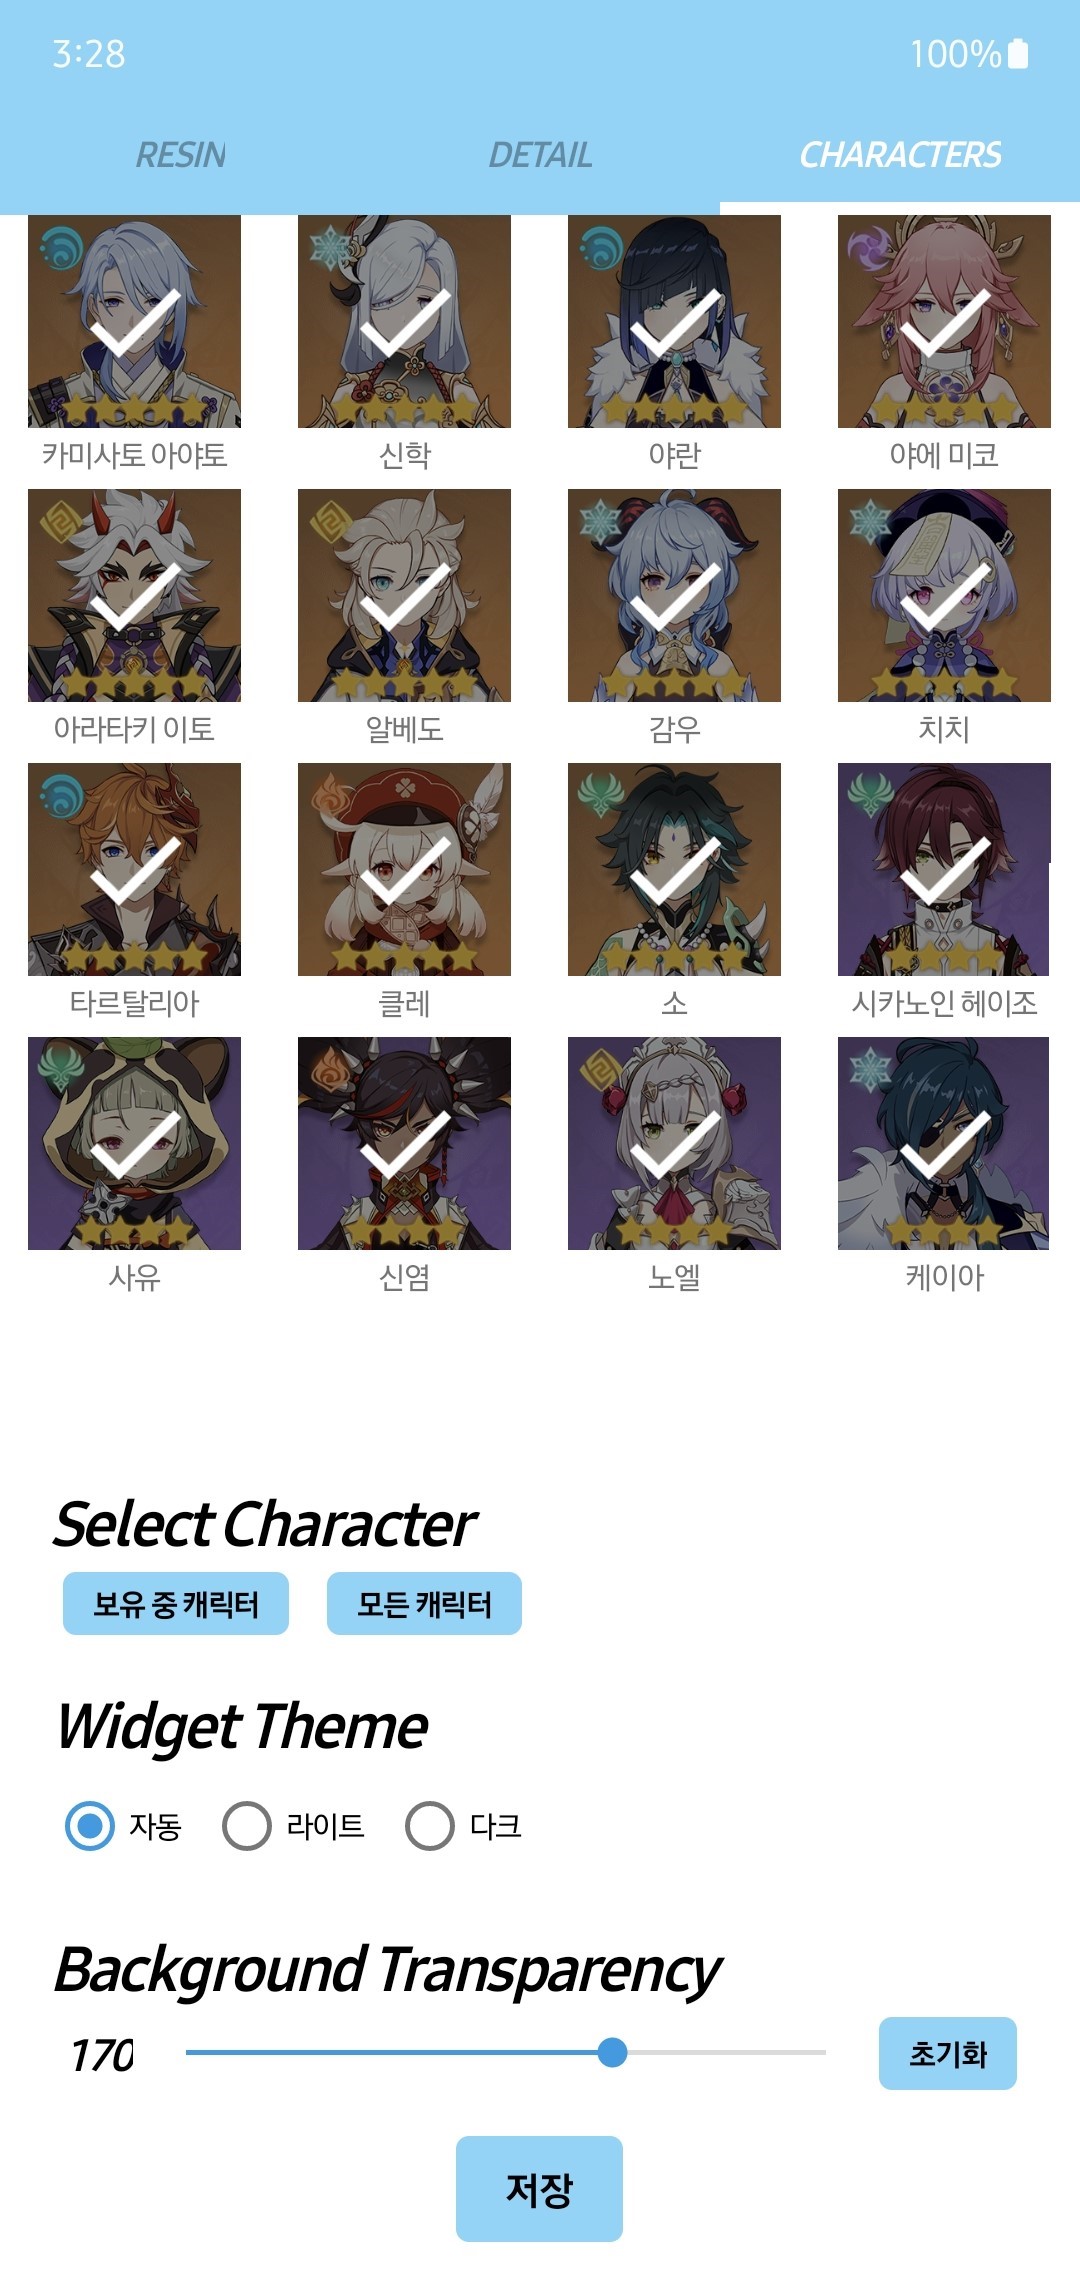 3:28 100%
RESIN DETAIL CHARACTERS
카미사토 아야토 신학 야란 야에 미코
아라타키 이토 알베도 감우 치치
타르탈리아 클레 소 시카노인 헤이조
사유 신염 노엘 케이아
Select Character
보유 중 캐릭터 모든 캐릭터
Widget Theme
자동 라이트 다크
Background Transparency
170 초기화
저장